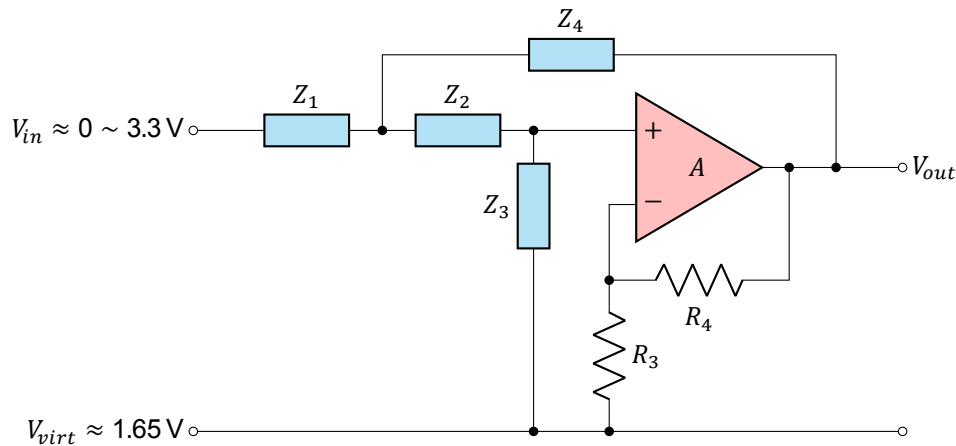 Z₄
Z₁
Z₂
Vᵢₙ ≈ 0 ~ 3.3 V
+
A
Vₒᵤₜ
Z₃
−
R₄
R₃
Vᵥᵢᵣₜ ≈ 1.65 V